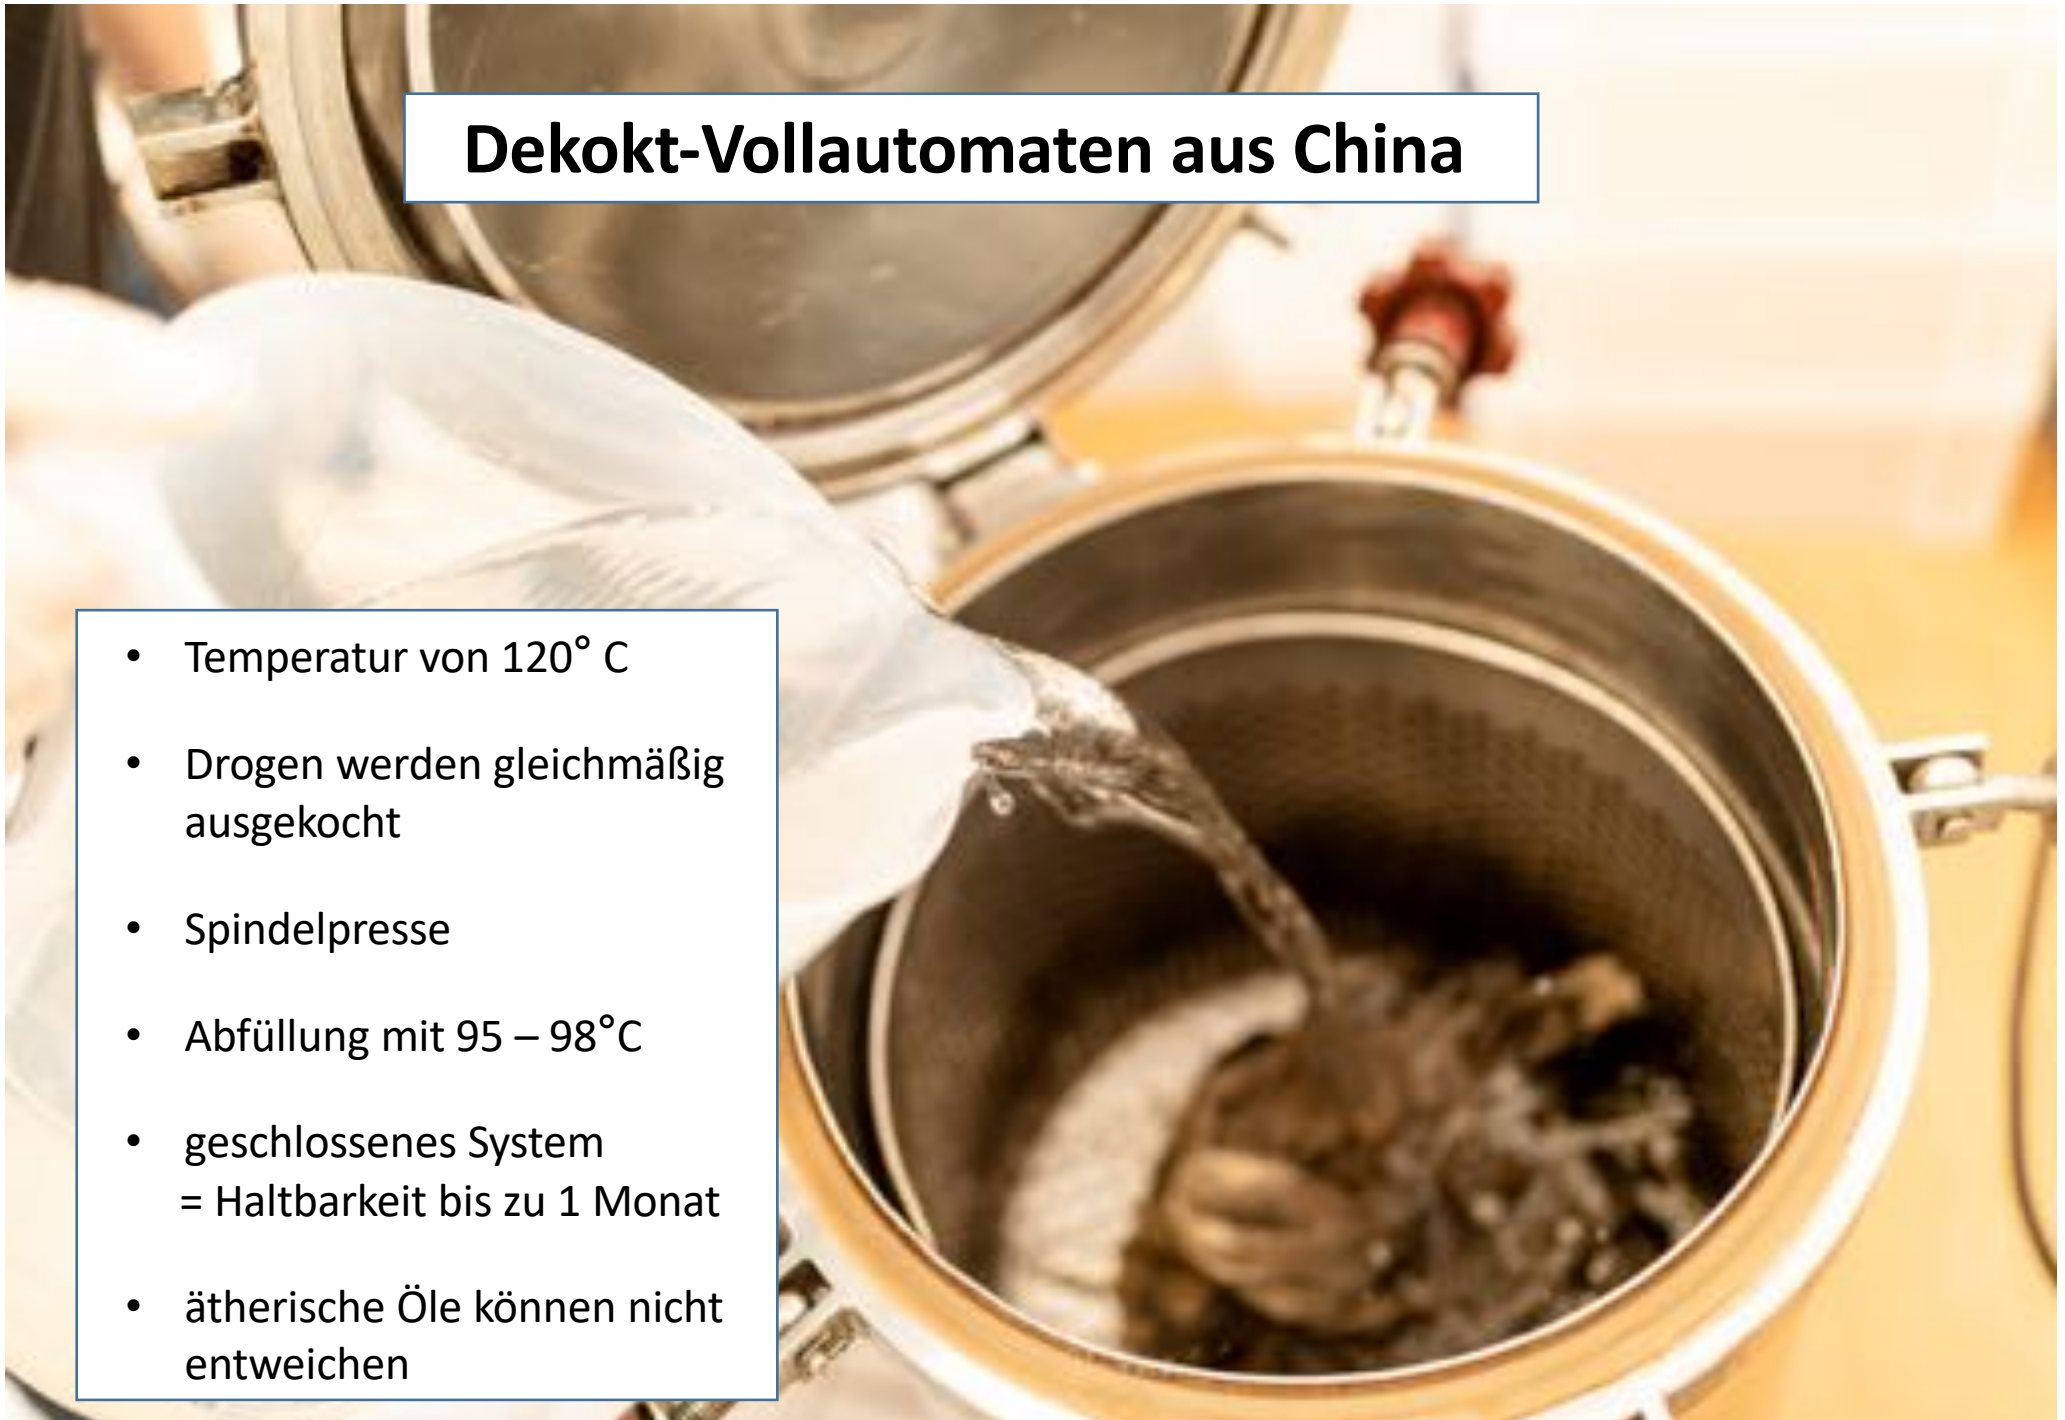 Dekokt-Vollautomaten aus China
• Temperatur von 120° C
• Drogen werden gleichmäßig
ausgekocht
• Spindelpresse
• Abfüllung mit 95 – 98°C
• geschlossenes System
= Haltbarkeit bis zu 1 Monat
• ätherische Öle können nicht
entweichen